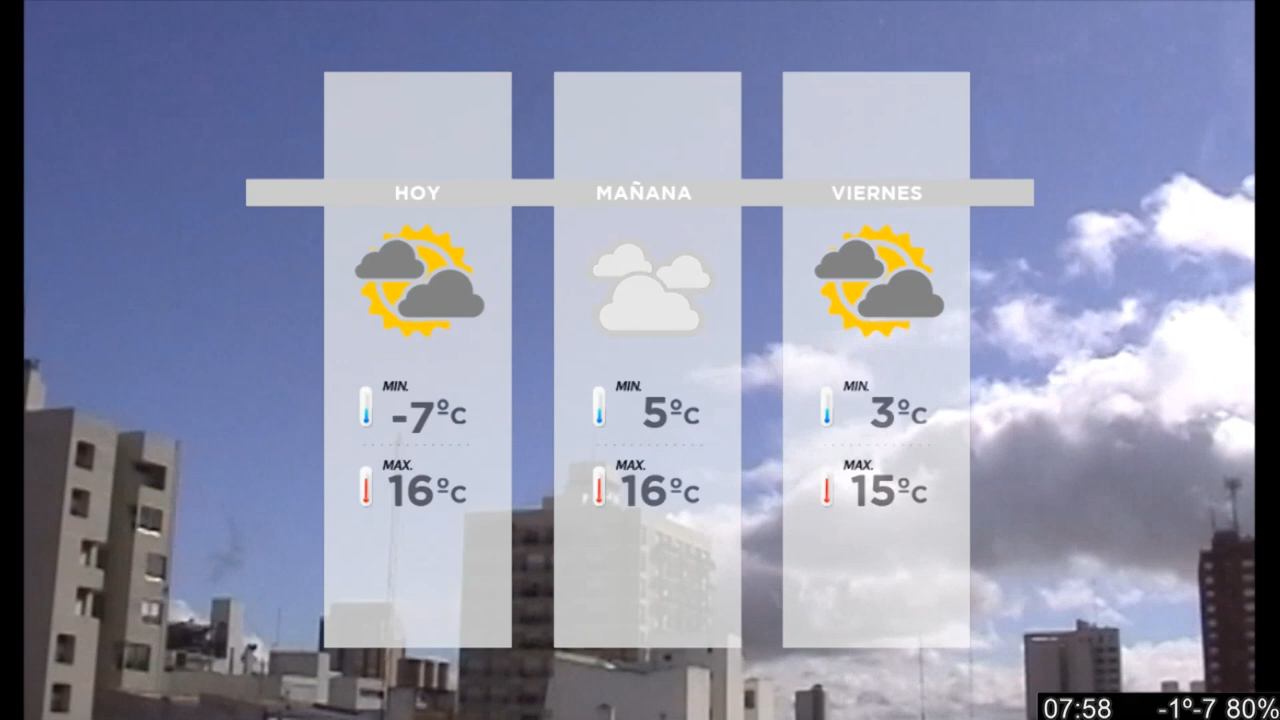 HOY
MIN.
-7ºC
MAX.
16ºC
MAÑANA
MIN.
5ºC
MAX.
16ºC
VIERNES
MIN.
3ºC
MAX.
15ºC
07:58 -1º-7 80%